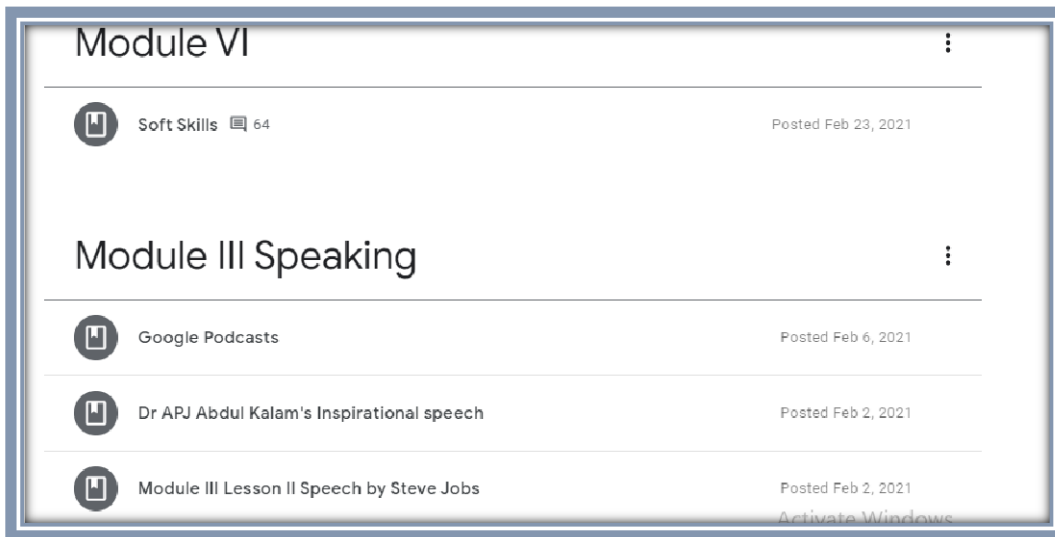 Module VI
Soft Skills 64 Posted Feb 23, 2021
Module III Speaking
Google Podcasts Posted Feb 6, 2021
Dr APJ Abdul Kalam's Inspirational speech Posted Feb 2, 2021
Module III Lesson II Speech by Steve Jobs Posted Feb 2, 2021
Activate Windows